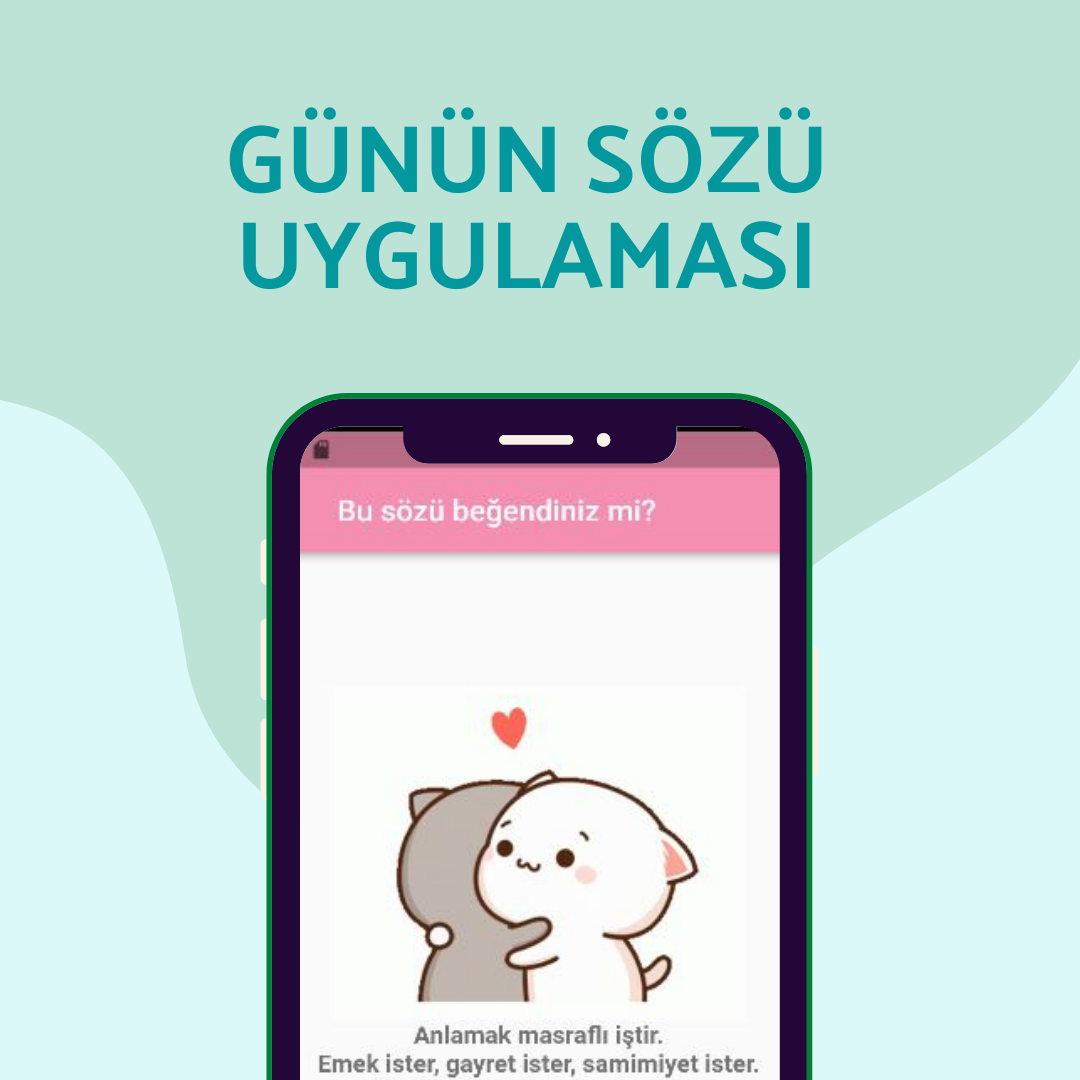 GÜNÜN SÖZÜ
UYGULAMASI
Bu sözü beğendiniz mi?
Anlamak masraflı iştir.
Emek ister, gayret ister, samimiyet ister.